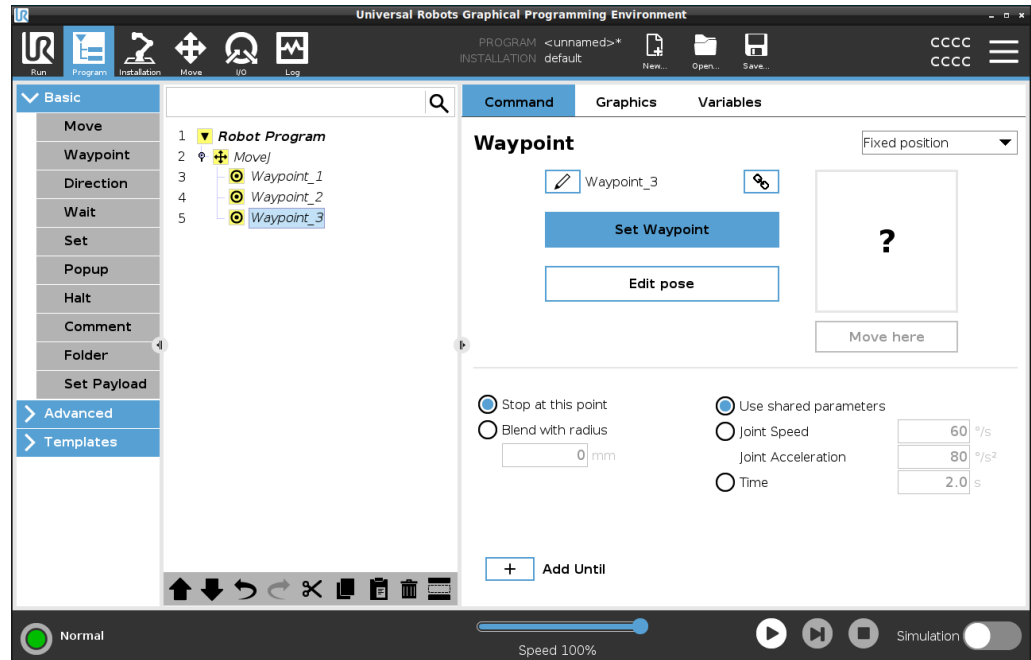 Universal Robots Graphical Programming Environment
PROGRAM <unnamed>*
INSTALLATION default
CCCC
CCCC
Run
Program
Installation
Move
I/O
Log
New...
Open...
Save...
Basic
Move
Waypoint
Direction
Wait
Set
Popup
Halt
Comment
Folder
Set Payload
Advanced
Templates
1 Robot Program
2 MoveJ
3 Waypoint_1
4 Waypoint_2
5 Waypoint_3
Command Graphics Variables
Waypoint
Fixed position
Waypoint_3
Set Waypoint
Edit pose
?
Move here
Stop at this point
Blend with radius
0 mm
Use shared parameters
Joint Speed 60 °/s
Joint Acceleration 80 °/s²
Time 2.0 s
+ Add Until
Normal
Speed 100%
Simulation